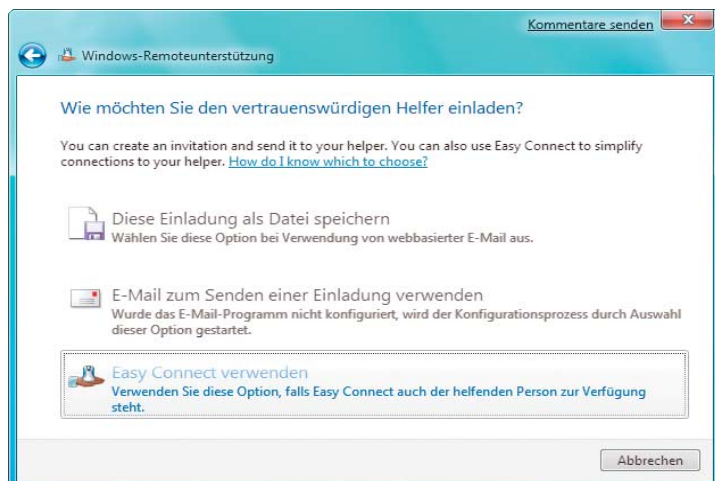 Kommentare senden
Windows-Remoteunterstützung
Wie möchten Sie den vertrauenswürdigen Helfer einladen?
You can create an invitation and send it to your helper. You can also use Easy Connect to simplify
connections to your helper. How do I know which to choose?
Diese Einladung als Datei speichern
Wählen Sie diese Option bei Verwendung von webbasierter E-Mail aus.
E-Mail zum Senden einer Einladung verwenden
Wurde das E-Mail-Programm nicht konfiguriert, wird der Konfigurationsprozess durch Auswahl
dieser Option gestartet.
Easy Connect verwenden
Verwenden Sie diese Option, falls Easy Connect auch der helfenden Person zur Verfügung
steht.
Abbrechen